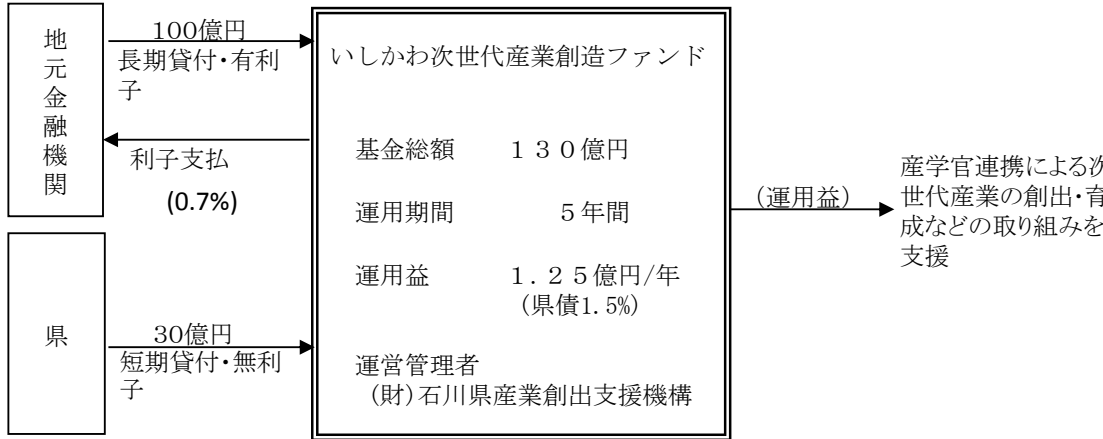 地元金融機関
100億円
長期貸付・有利
子
利子支払
(0.7%)
県
30億円
短期貸付・無利
子
いしかわ次世代産業創造ファンド
基金総額　１３０億円
運用期間　５年間
運用益　１．２５億円/年
(県債1.5%)
運営管理者
(財)石川県産業創出支援機構
(運用益)
産学官連携による次
世代産業の創出・育
成などの取り組みを
支援